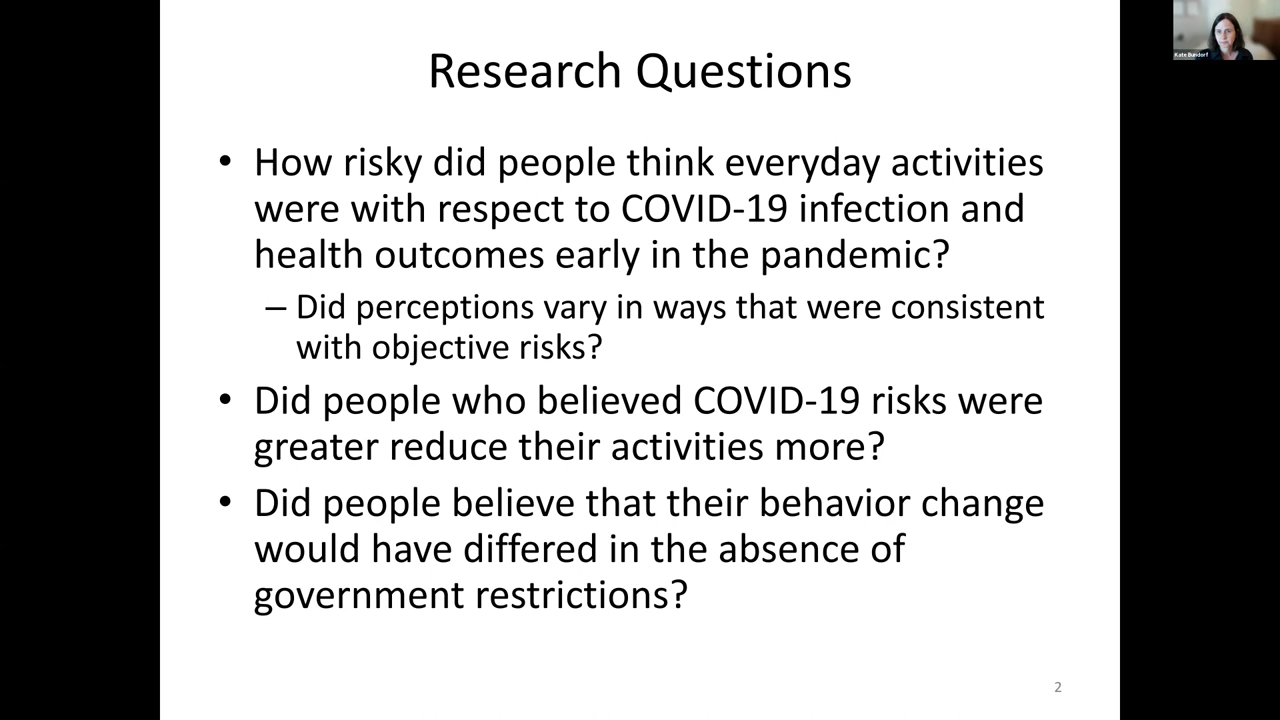 Research Questions
• How risky did people think everyday activities
were with respect to COVID-19 infection and
health outcomes early in the pandemic?
– Did perceptions vary in ways that were consistent
with objective risks?
• Did people who believed COVID-19 risks were
greater reduce their activities more?
• Did people believe that their behavior change
would have differed in the absence of
government restrictions?
2
Kate Bundorf